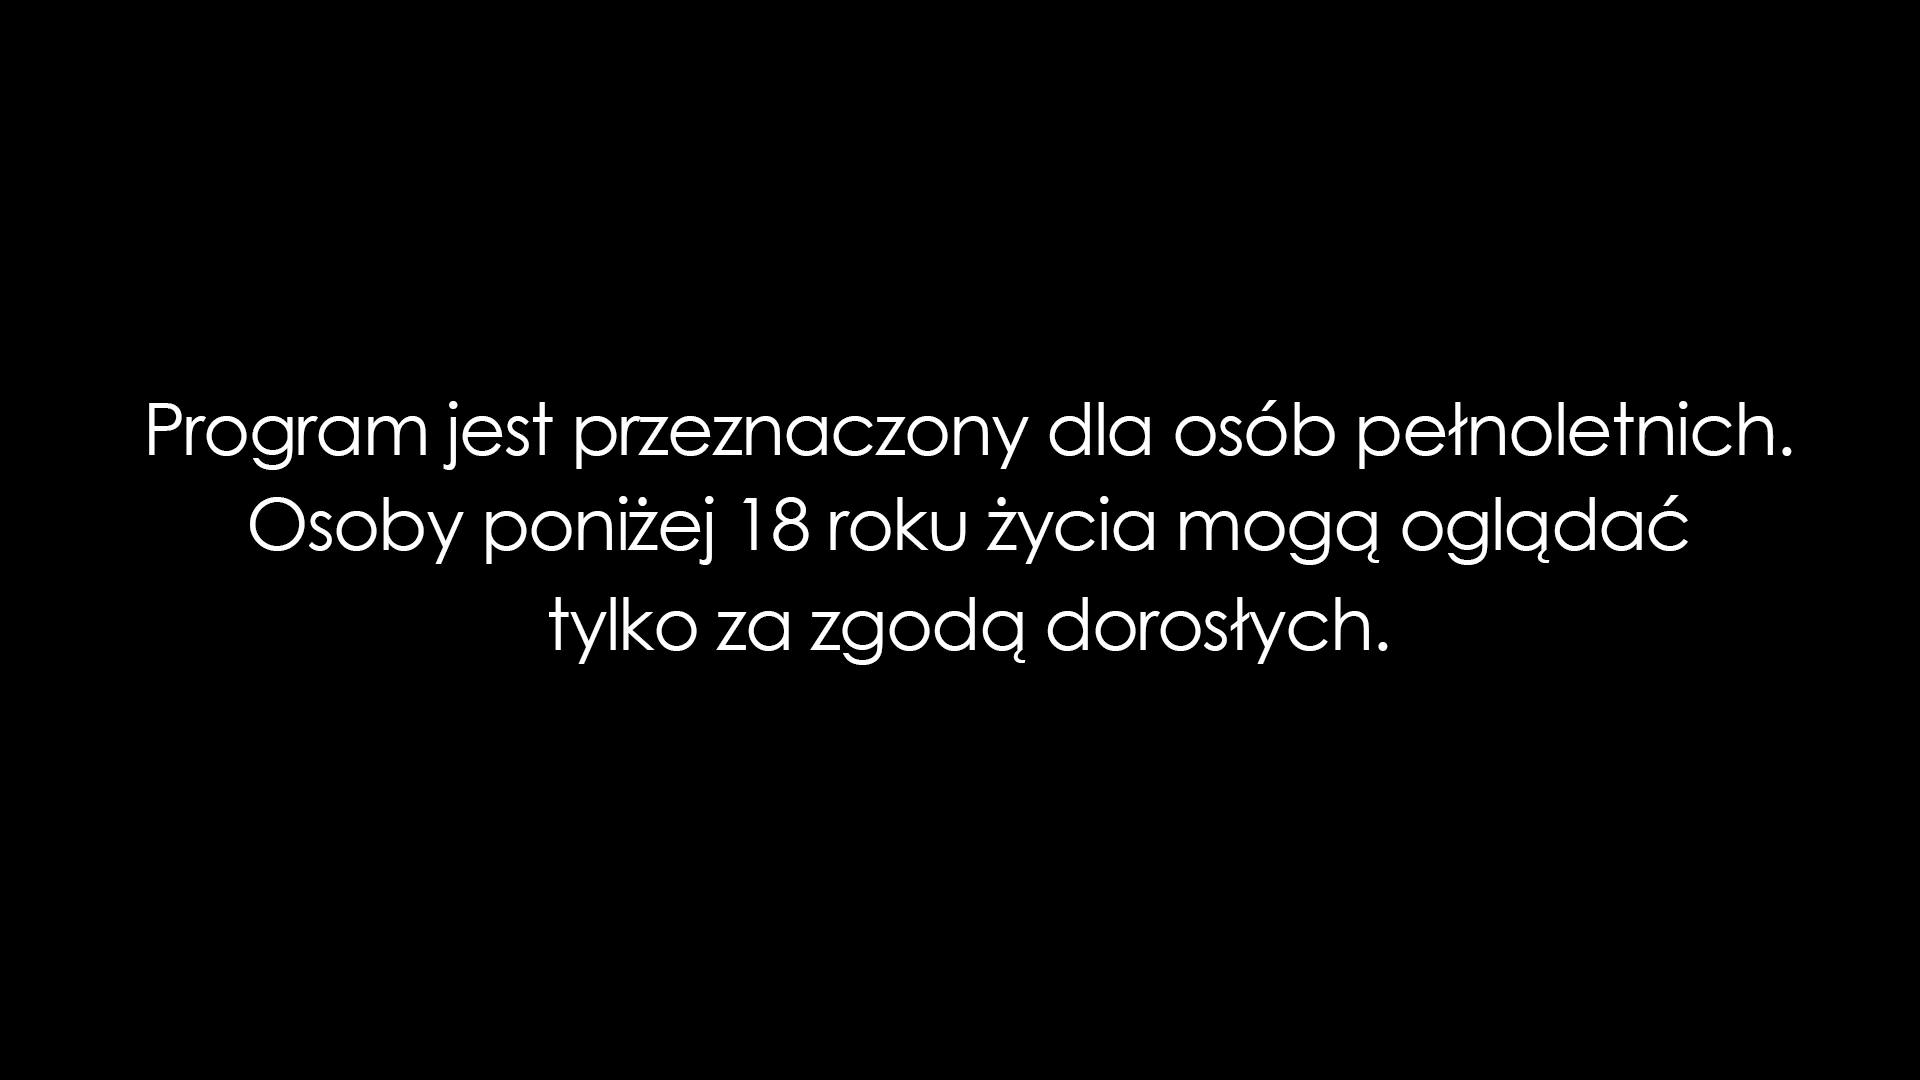 Program jest przeznaczony dla osób pełnoletnich.
Osoby poniżej 18 roku życia mogą oglądać
tylko za zgodą dorosłych.